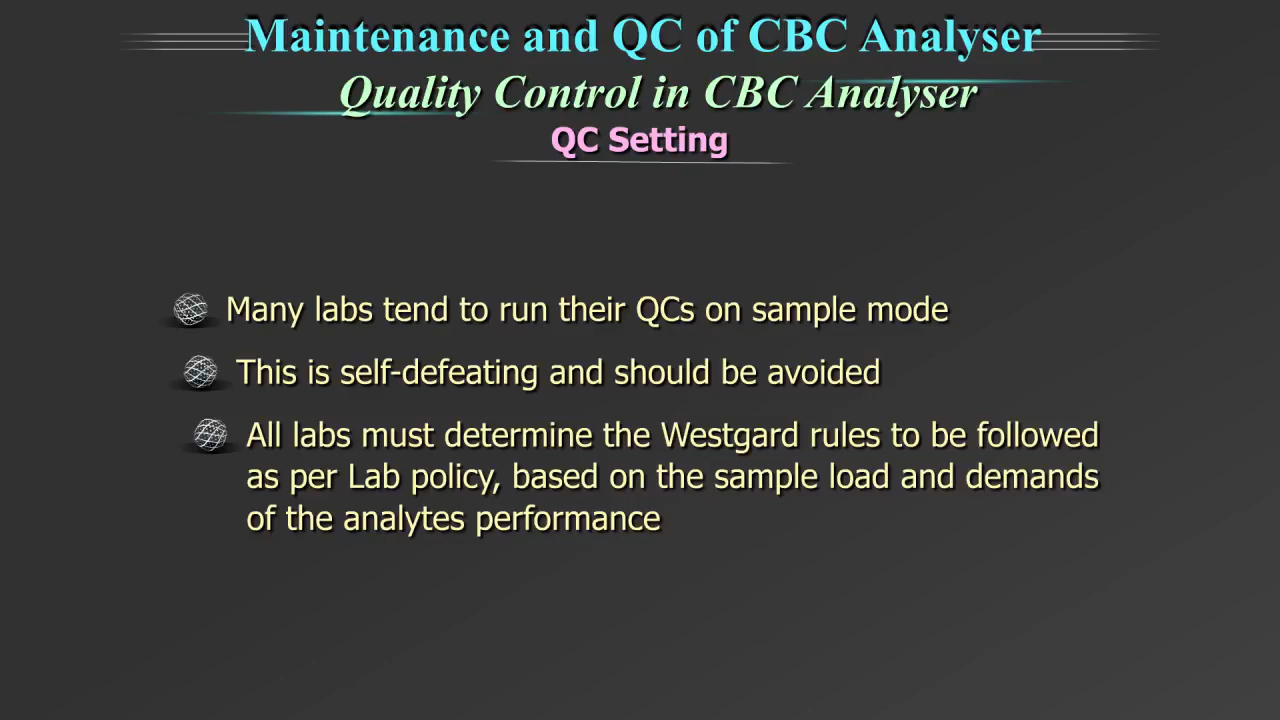 Maintenance and QC of CBC Analyser
Quality Control in CBC Analyser
QC Setting
Many labs tend to run their QCs on sample mode
This is self-defeating and should be avoided
All labs must determine the Westgard rules to be followed
as per Lab policy, based on the sample load and demands
of the analytes performance